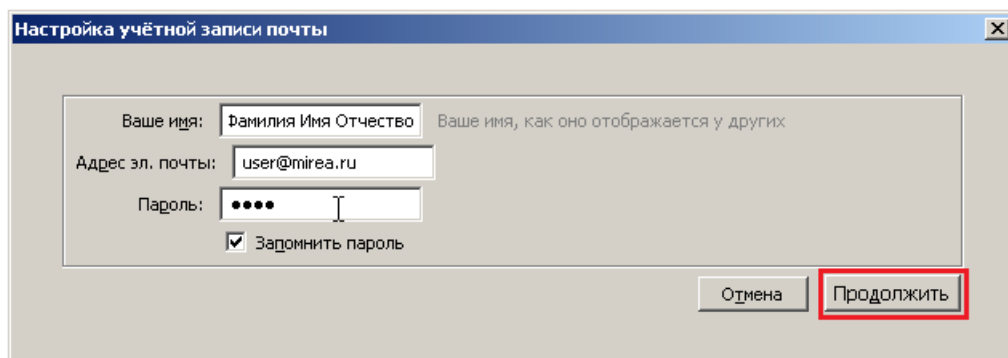 Настройка учётной записи почты
Ваше имя: Фамилия Имя Отчество Ваше имя, как оно отображается у других
Адрес эл. почты: user@mirea.ru
Пароль: ••••
Запомнить пароль
Отмена Продолжить